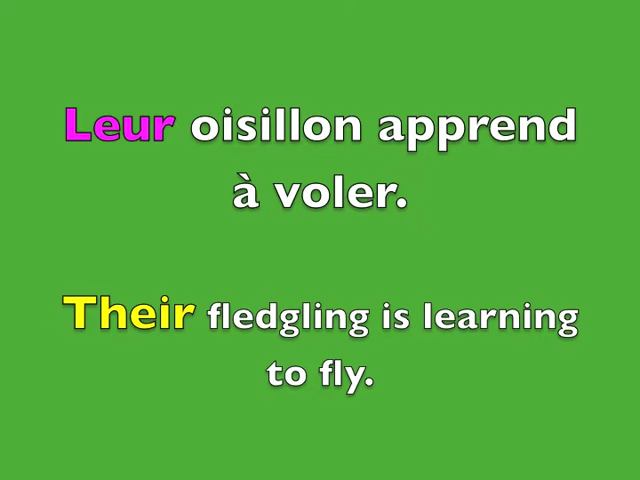 Leur oisillon apprend
à voler.
Their fledgling is learning
to fly.